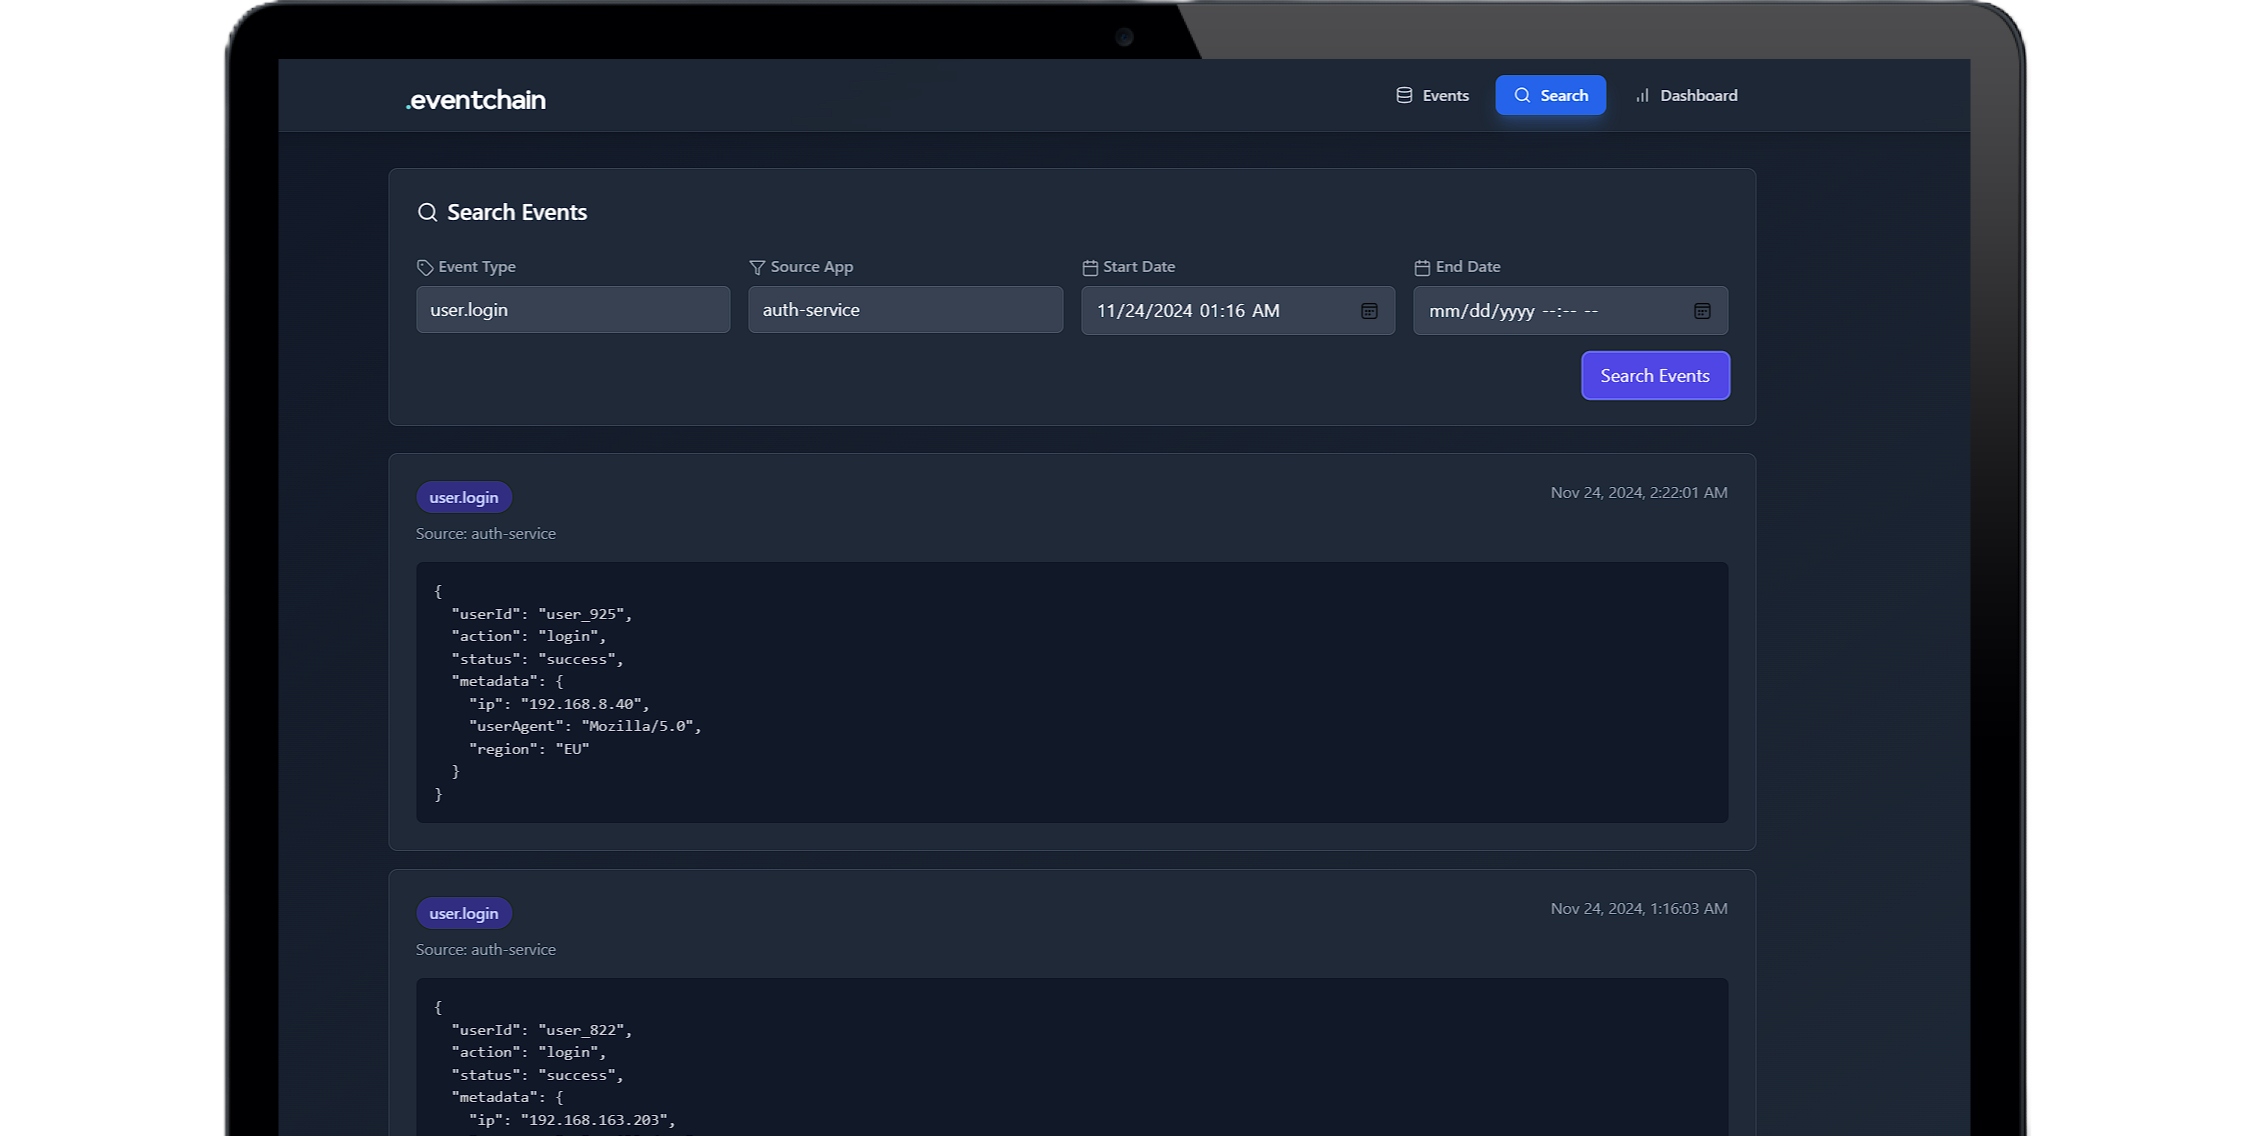 .eventchain
Events
Search
Dashboard
Search Events
Event Type
Source App
Start Date
End Date
user.login
auth-service
11/24/2024 01:16 AM
mm/dd/yyyy --:-- --
Search Events
user.login
Nov 24, 2024, 2:22:01 AM
Source: auth-service
{
"userId": "user_925",
"action": "login",
"status": "success",
"metadata": {
"ip": "192.168.8.40",
"userAgent": "Mozilla/5.0",
"region": "EU"
}
}
user.login
Nov 24, 2024, 1:16:03 AM
Source: auth-service
{
"userId": "user_822",
"action": "login",
"status": "success",
"metadata": {
"ip": "192.168.163.203",